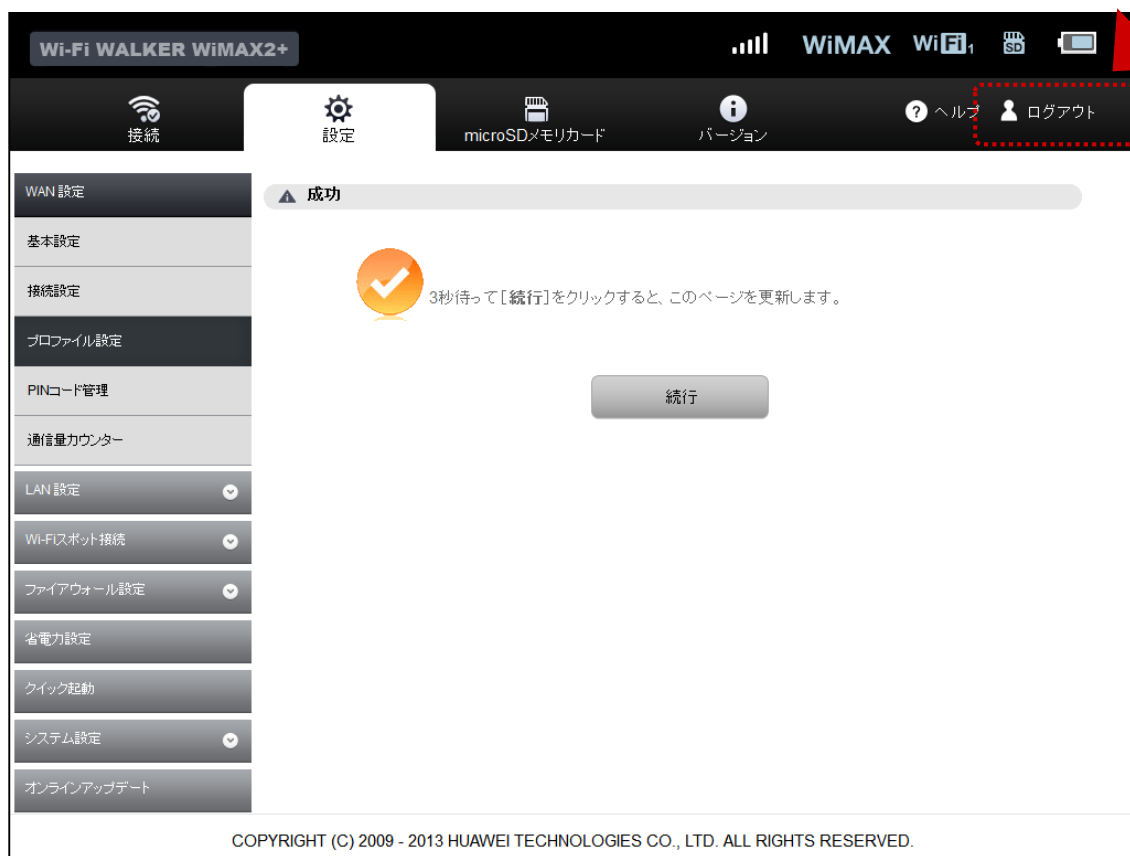 Wi-Fi WALKER WiMAX2+
WiMAX WiFi1 SD
接続 設定 microSDメモリカード バージョン ? ヘルプ ログアウト
WAN 設定
基本設定
接続設定
プロファイル設定
PINコード管理
通信量カウンター
LAN 設定
Wi-Fiスポット接続
ファイアウォール設定
省電力設定
クイック起動
システム設定
オンラインアップデート
成功
3秒待って[続行]をクリックすると、このページを更新します。
続行
COPYRIGHT (C) 2009 - 2013 HUAWEI TECHNOLOGIES CO., LTD. ALL RIGHTS RESERVED.